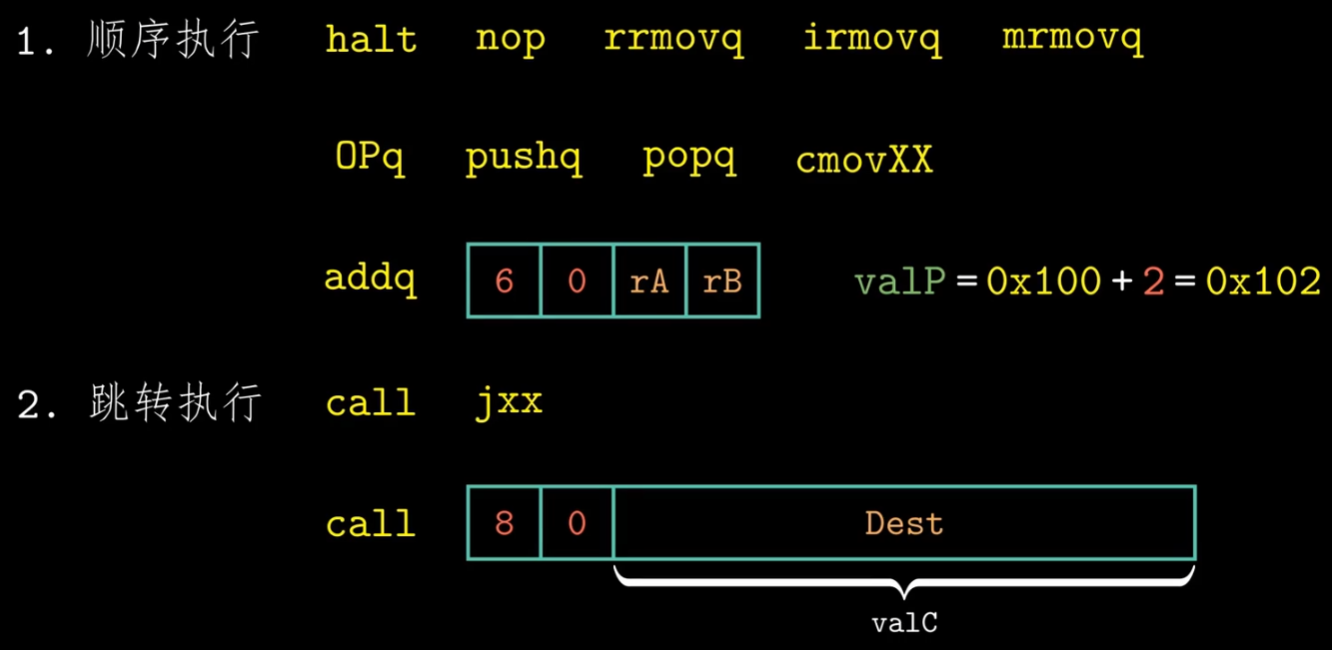 1. 顺序执行 halt nop rrmovq irmovq mrmovq
OPq pushq popq cmovXX
addq 6 0 rA rB valP = 0x100 + 2 = 0x102
2. 跳转执行 call jxx
call 8 0 Dest
valC